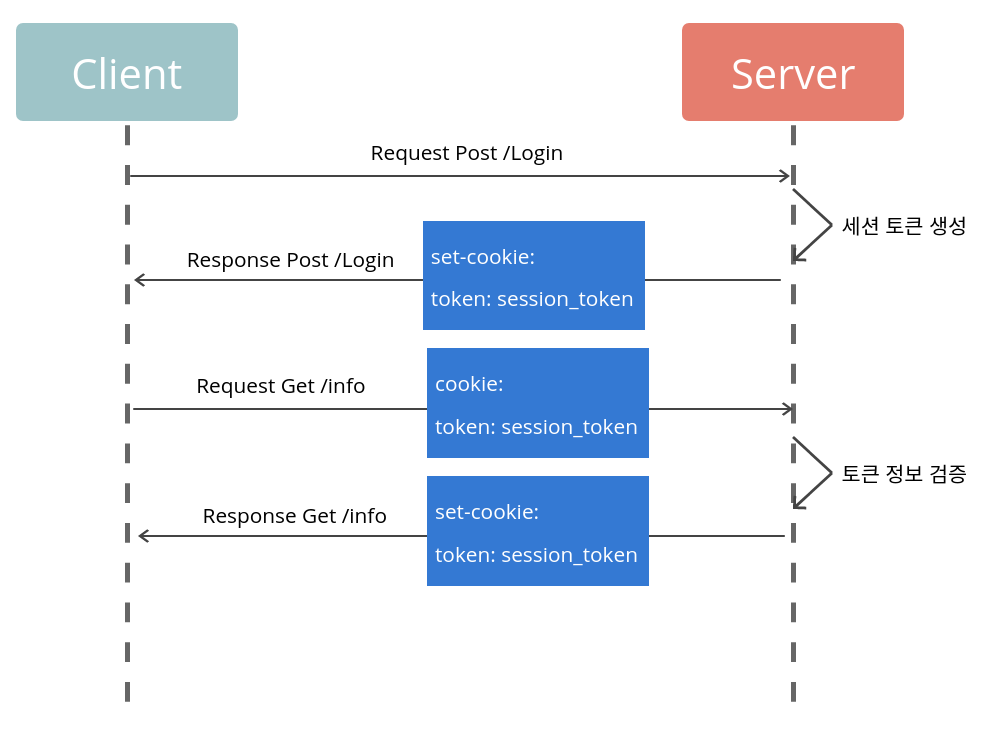 Client
Server
Request Post /Login
세션 토큰 생성
Response Post /Login
set-cookie:
token: session_token
Request Get /info
cookie:
token: session_token
토큰 정보 검증
Response Get /info
set-cookie:
token: session_token